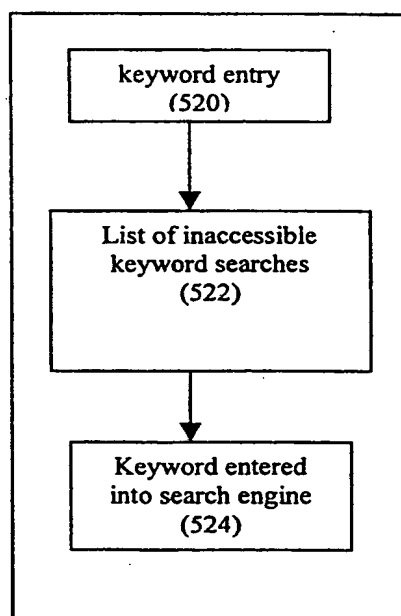 keyword entry
(520)
List of inaccessible
keyword searches
(522)
Keyword entered
into search engine
(524)